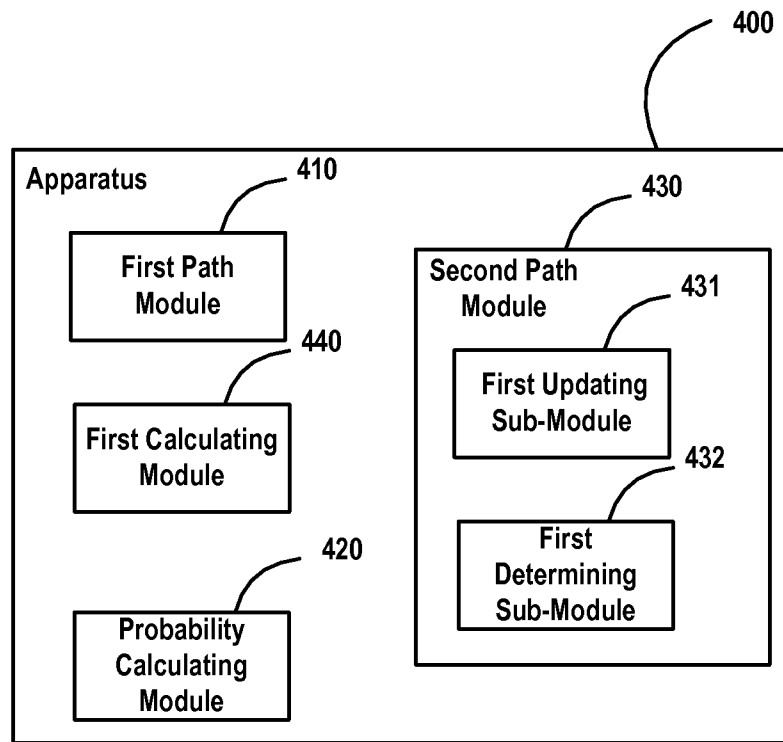 400
Apparatus
410
First Path
Module
440
First Calculating
Module
420
Probability
Calculating
Module
430
Second Path
Module
431
First Updating
Sub-Module
432
First
Determining
Sub-Module